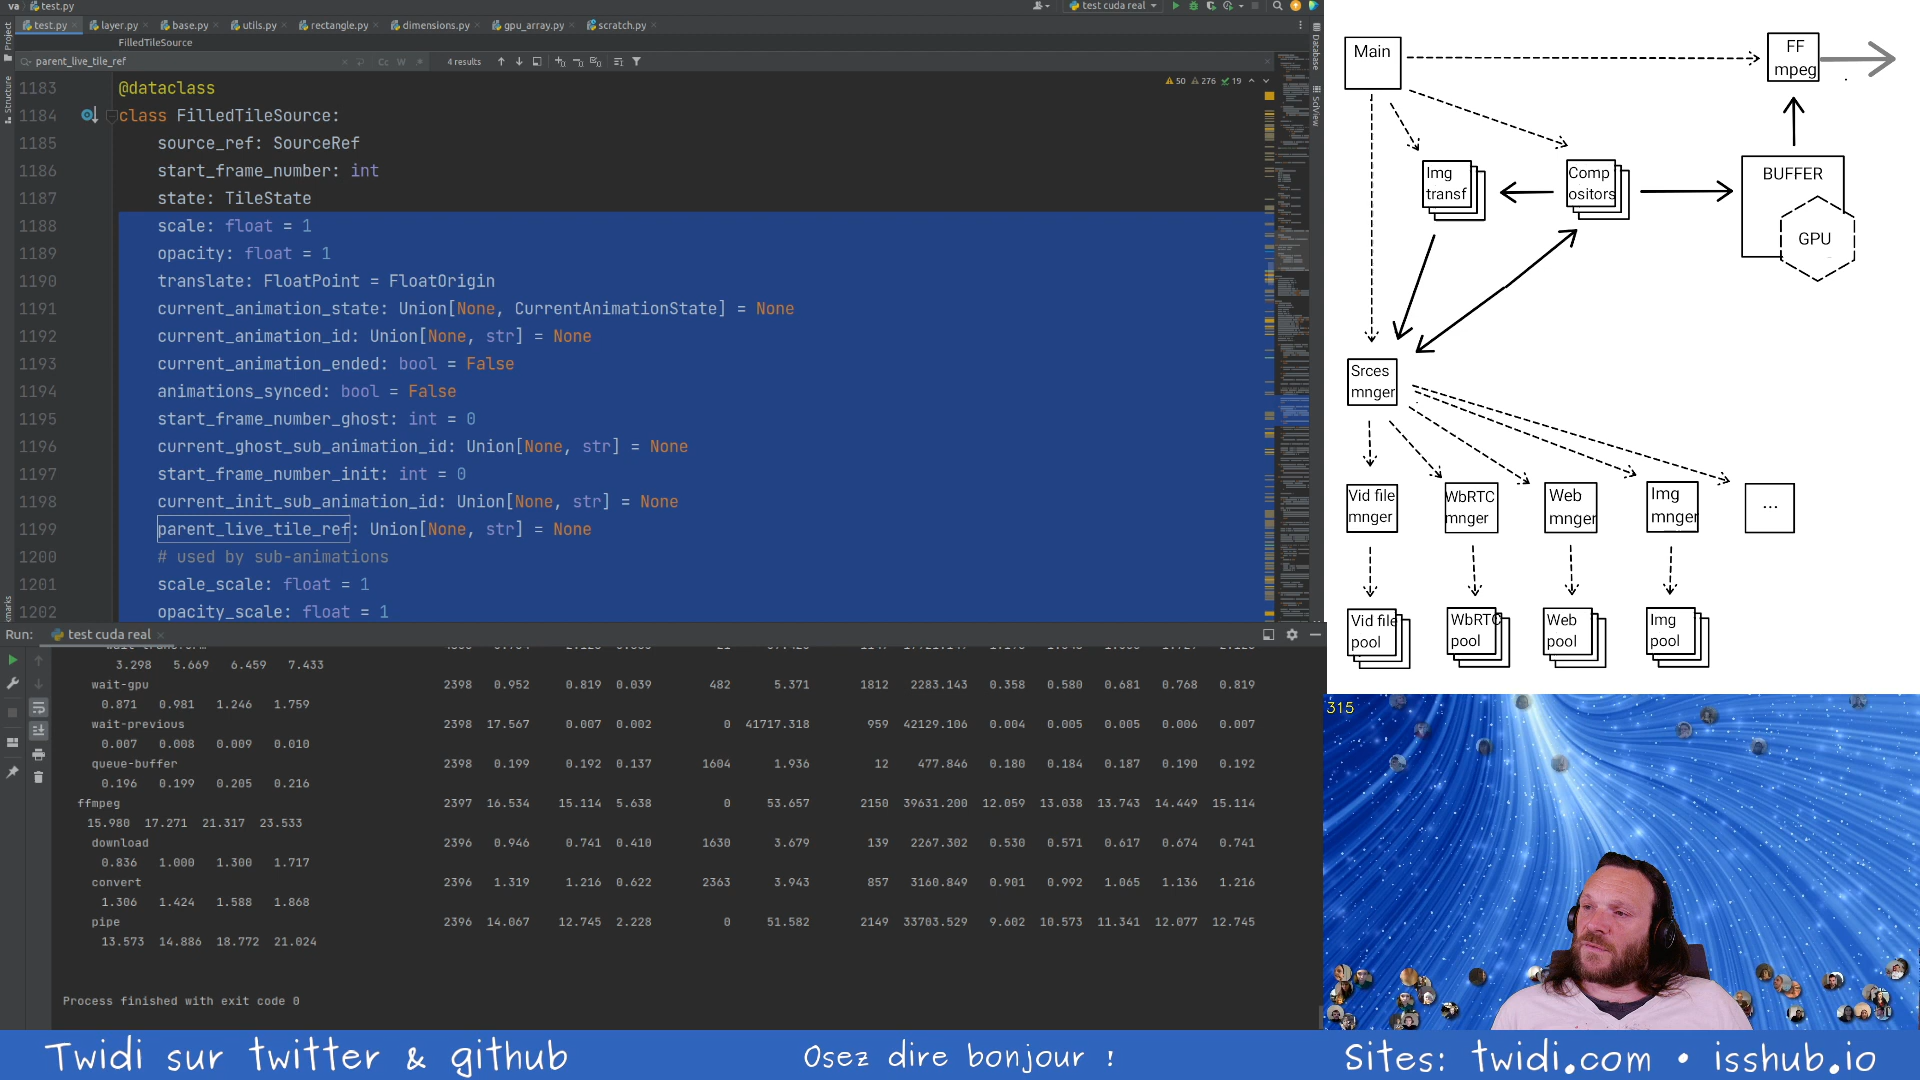 va test.py
test cuda real
test.py layer.py base.py utils.py rectangle.py dimensions.py gpu_array.py scratch.py
FilledTileSource
parent_live_tile_ref Cc W 4 results
50 276 19
1183 @dataclass
1184 class FilledTileSource:
1185 source_ref: SourceRef
1186 start_frame_number: int
1187 state: TileState
1188 scale: float = 1
1189 opacity: float = 1
1190 translate: FloatPoint = FloatOrigin
1191 current_animation_state: Union[None, CurrentAnimationState] = None
1192 current_animation_id: Union[None, str] = None
1193 current_animation_ended: bool = False
1194 animations_synced: bool = False
1195 start_frame_number_ghost: int = 0
1196 current_ghost_sub_animation_id: Union[None, str] = None
1197 start_frame_number_init: int = 0
1198 current_init_sub_animation_id: Union[None, str] = None
1199 parent_live_tile_ref: Union[None, str] = None
1200 # used by sub-animations
1201 scale_scale: float = 1
1202 opacity_scale: float = 1
Project
Structure
Database
SciView
Run: test cuda real
3.298 5.669 6.459 7.433
wait-gpu 2398 0.952 0.819 0.039 482 5.371 1812 2283.143 0.358 0.580 0.681 0.768 0.819
0.871 0.981 1.246 1.759
wait-previous 2398 17.567 0.007 0.002 0 41717.318 959 42129.106 0.004 0.005 0.005 0.006 0.007
0.007 0.008 0.009 0.010
queue-buffer 2398 0.199 0.192 0.137 1604 1.936 12 477.846 0.180 0.184 0.187 0.190 0.192
0.196 0.199 0.205 0.216
ffmpeg 2397 16.534 15.114 5.638 0 53.657 2150 39631.200 12.059 13.038 13.743 14.449 15.114
15.980 17.271 21.317 23.533
download 2396 0.946 0.741 0.410 1630 3.679 139 2267.302 0.530 0.571 0.617 0.674 0.741
0.836 1.000 1.300 1.717
convert 2396 1.319 1.216 0.622 2363 3.943 857 3160.849 0.901 0.992 1.065 1.136 1.216
1.306 1.424 1.588 1.868
pipe 2396 14.067 12.745 2.228 0 51.582 2149 33703.529 9.602 10.573 11.341 12.077 12.745
13.573 14.886 18.772 21.024
Process finished with exit code 0
Main
FF
mpeg
Img
transf
Comp
ositors
BUFFER
GPU
Srces
mnger
Vid file
mnger
WbRTC
mnger
Web
mnger
Img
mnger
...
Vid file
pool
WbRTC
pool
Web
pool
Img
pool
315
Twidi sur twitter & github
Osez dire bonjour !
Sites: twidi.com • isshub.io